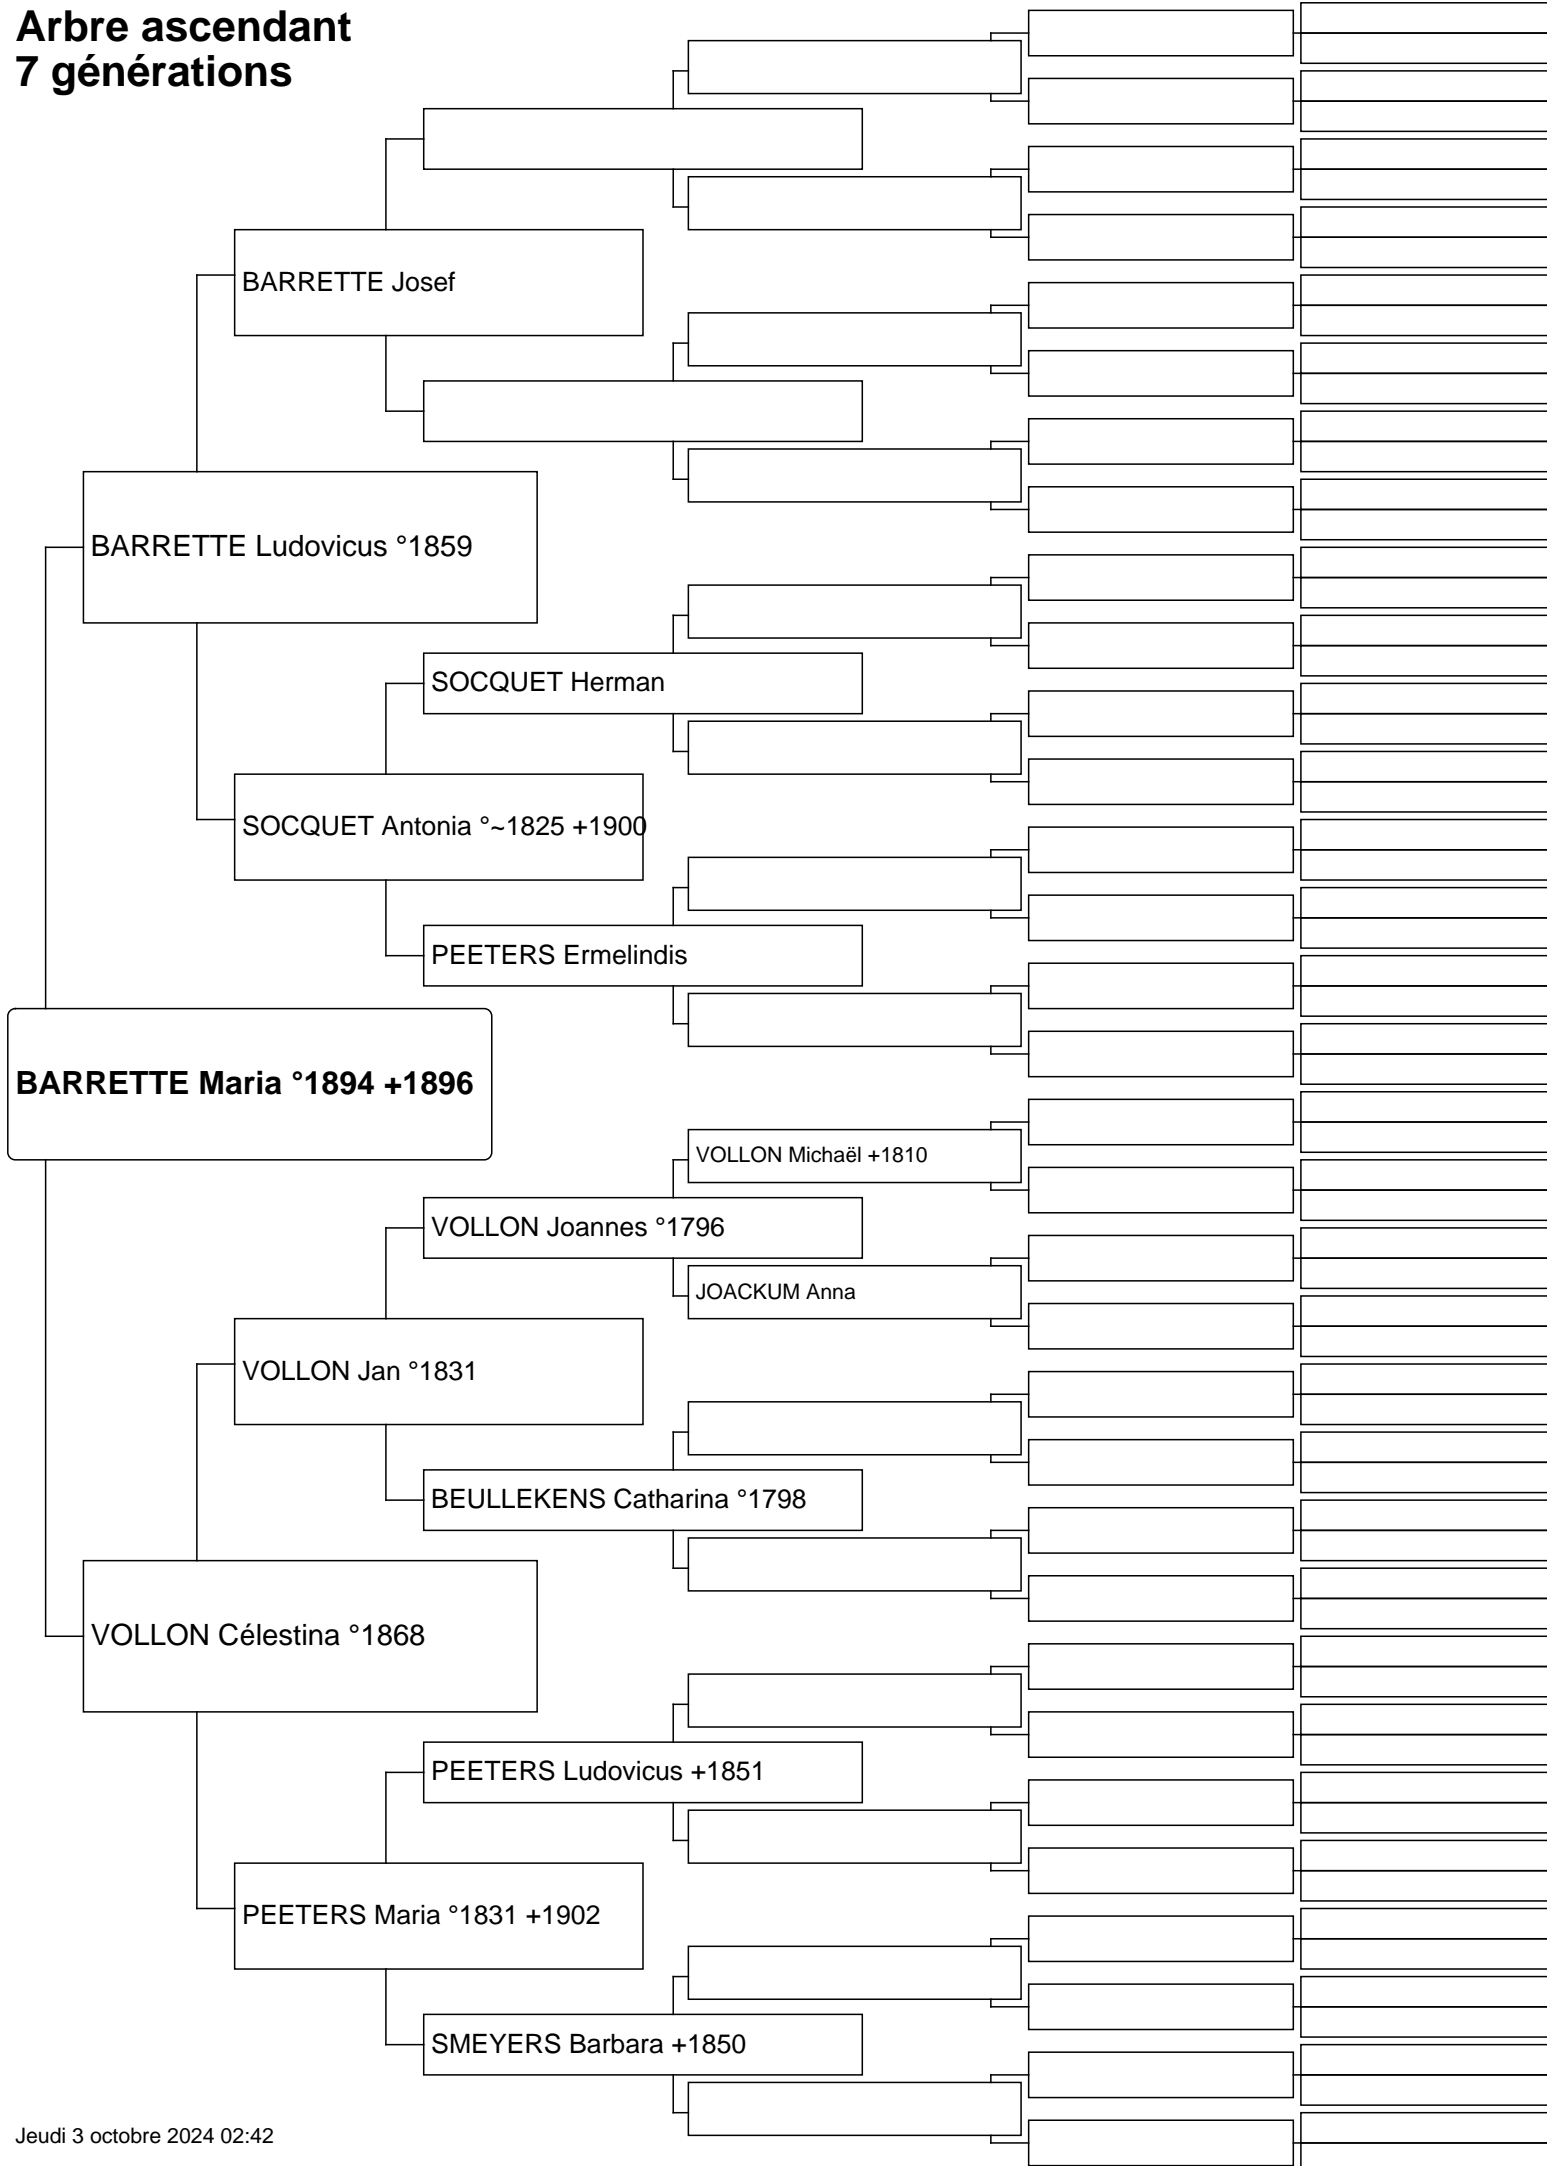 Arbre ascendant
7 générations
BARRETTE Josef
BARRETTE Ludovicus °1859
SOCQUET Herman
SOCQUET Antonia °~1825 +1900
PEETERS Ermelindis
BARRETTE Maria °1894 +1896
VOLLON Michaël +1810
VOLLON Joannes °1796
JOACKUM Anna
VOLLON Jan °1831
BEULLEKENS Catharina °1798
VOLLON Célestina °1868
PEETERS Ludovicus +1851
PEETERS Maria °1831 +1902
SMEYERS Barbara +1850
Jeudi 3 octobre 2024 02:42